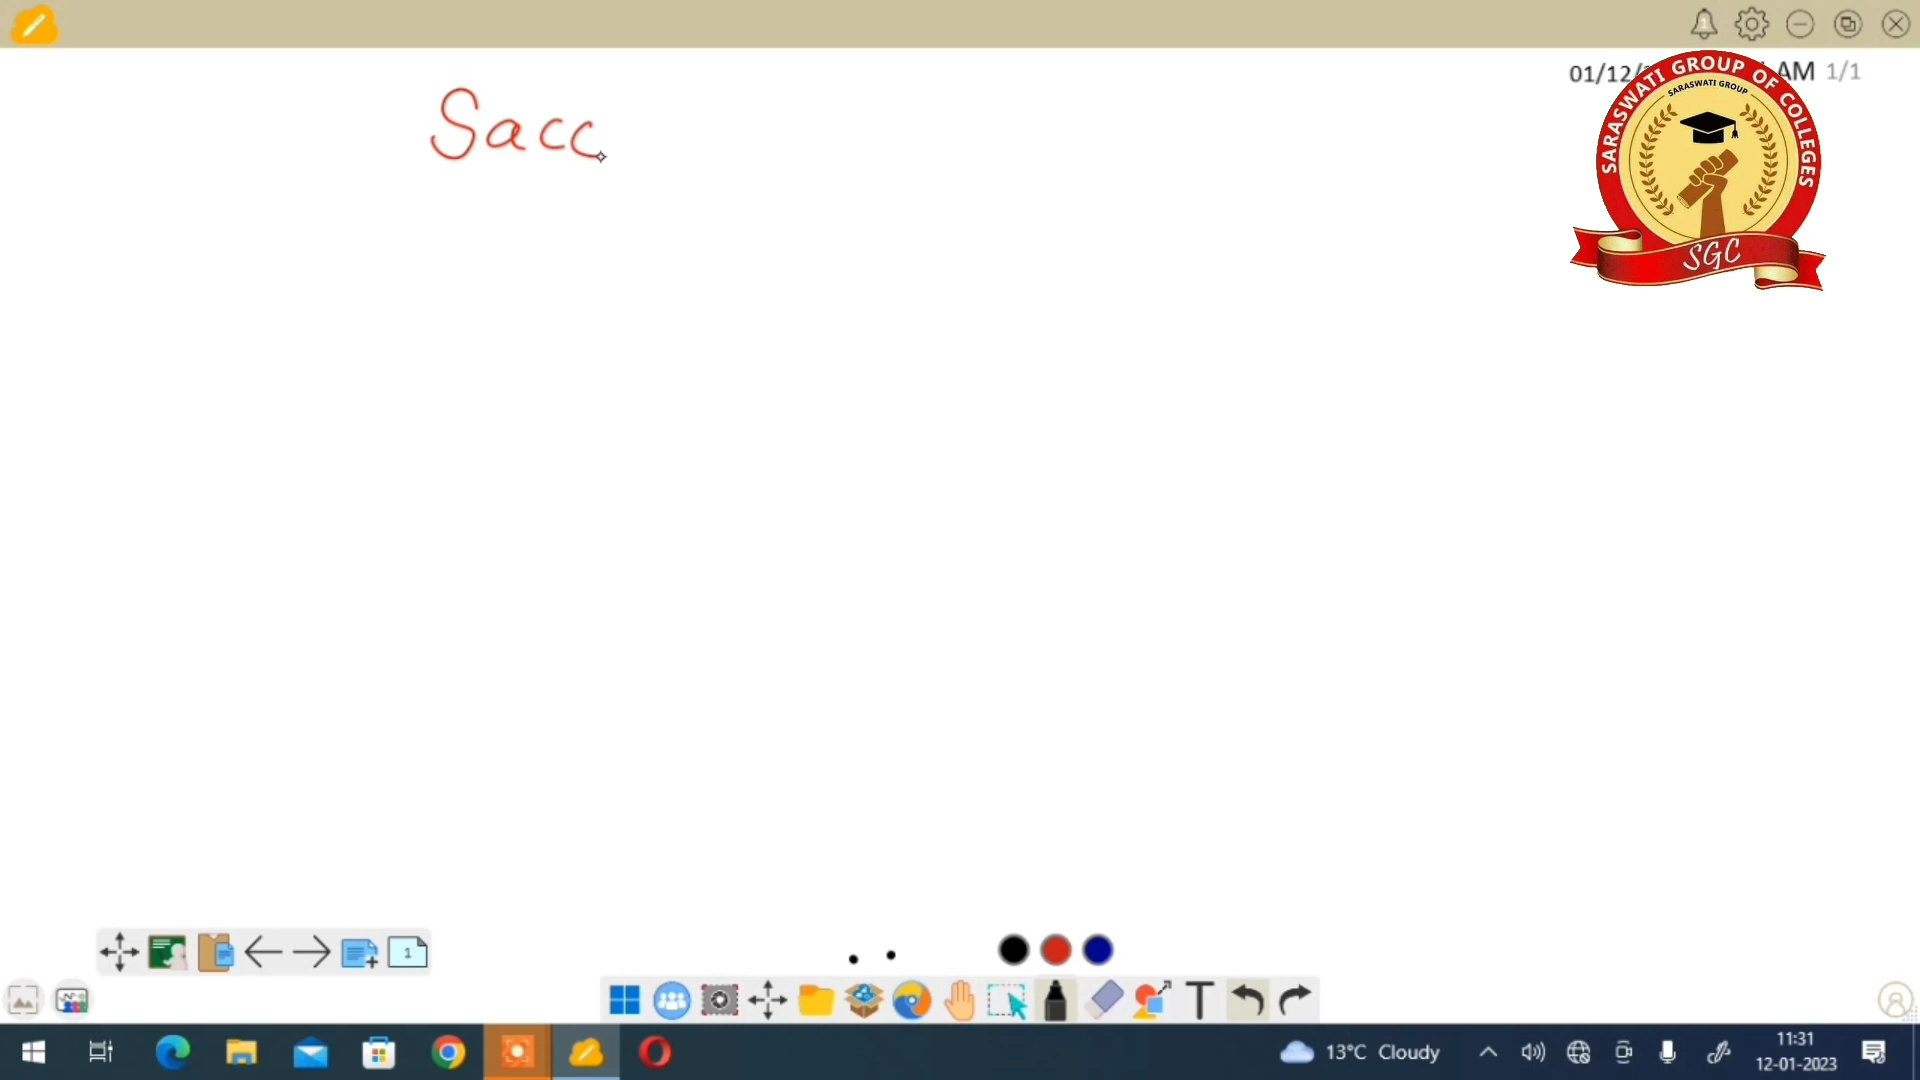 01/12/ AM 1/1
Sacc
SARASWATI GROUP OF COLLEGES
SARASWATI GROUP
SGC
1
13°C Cloudy
11:31
12-01-2023